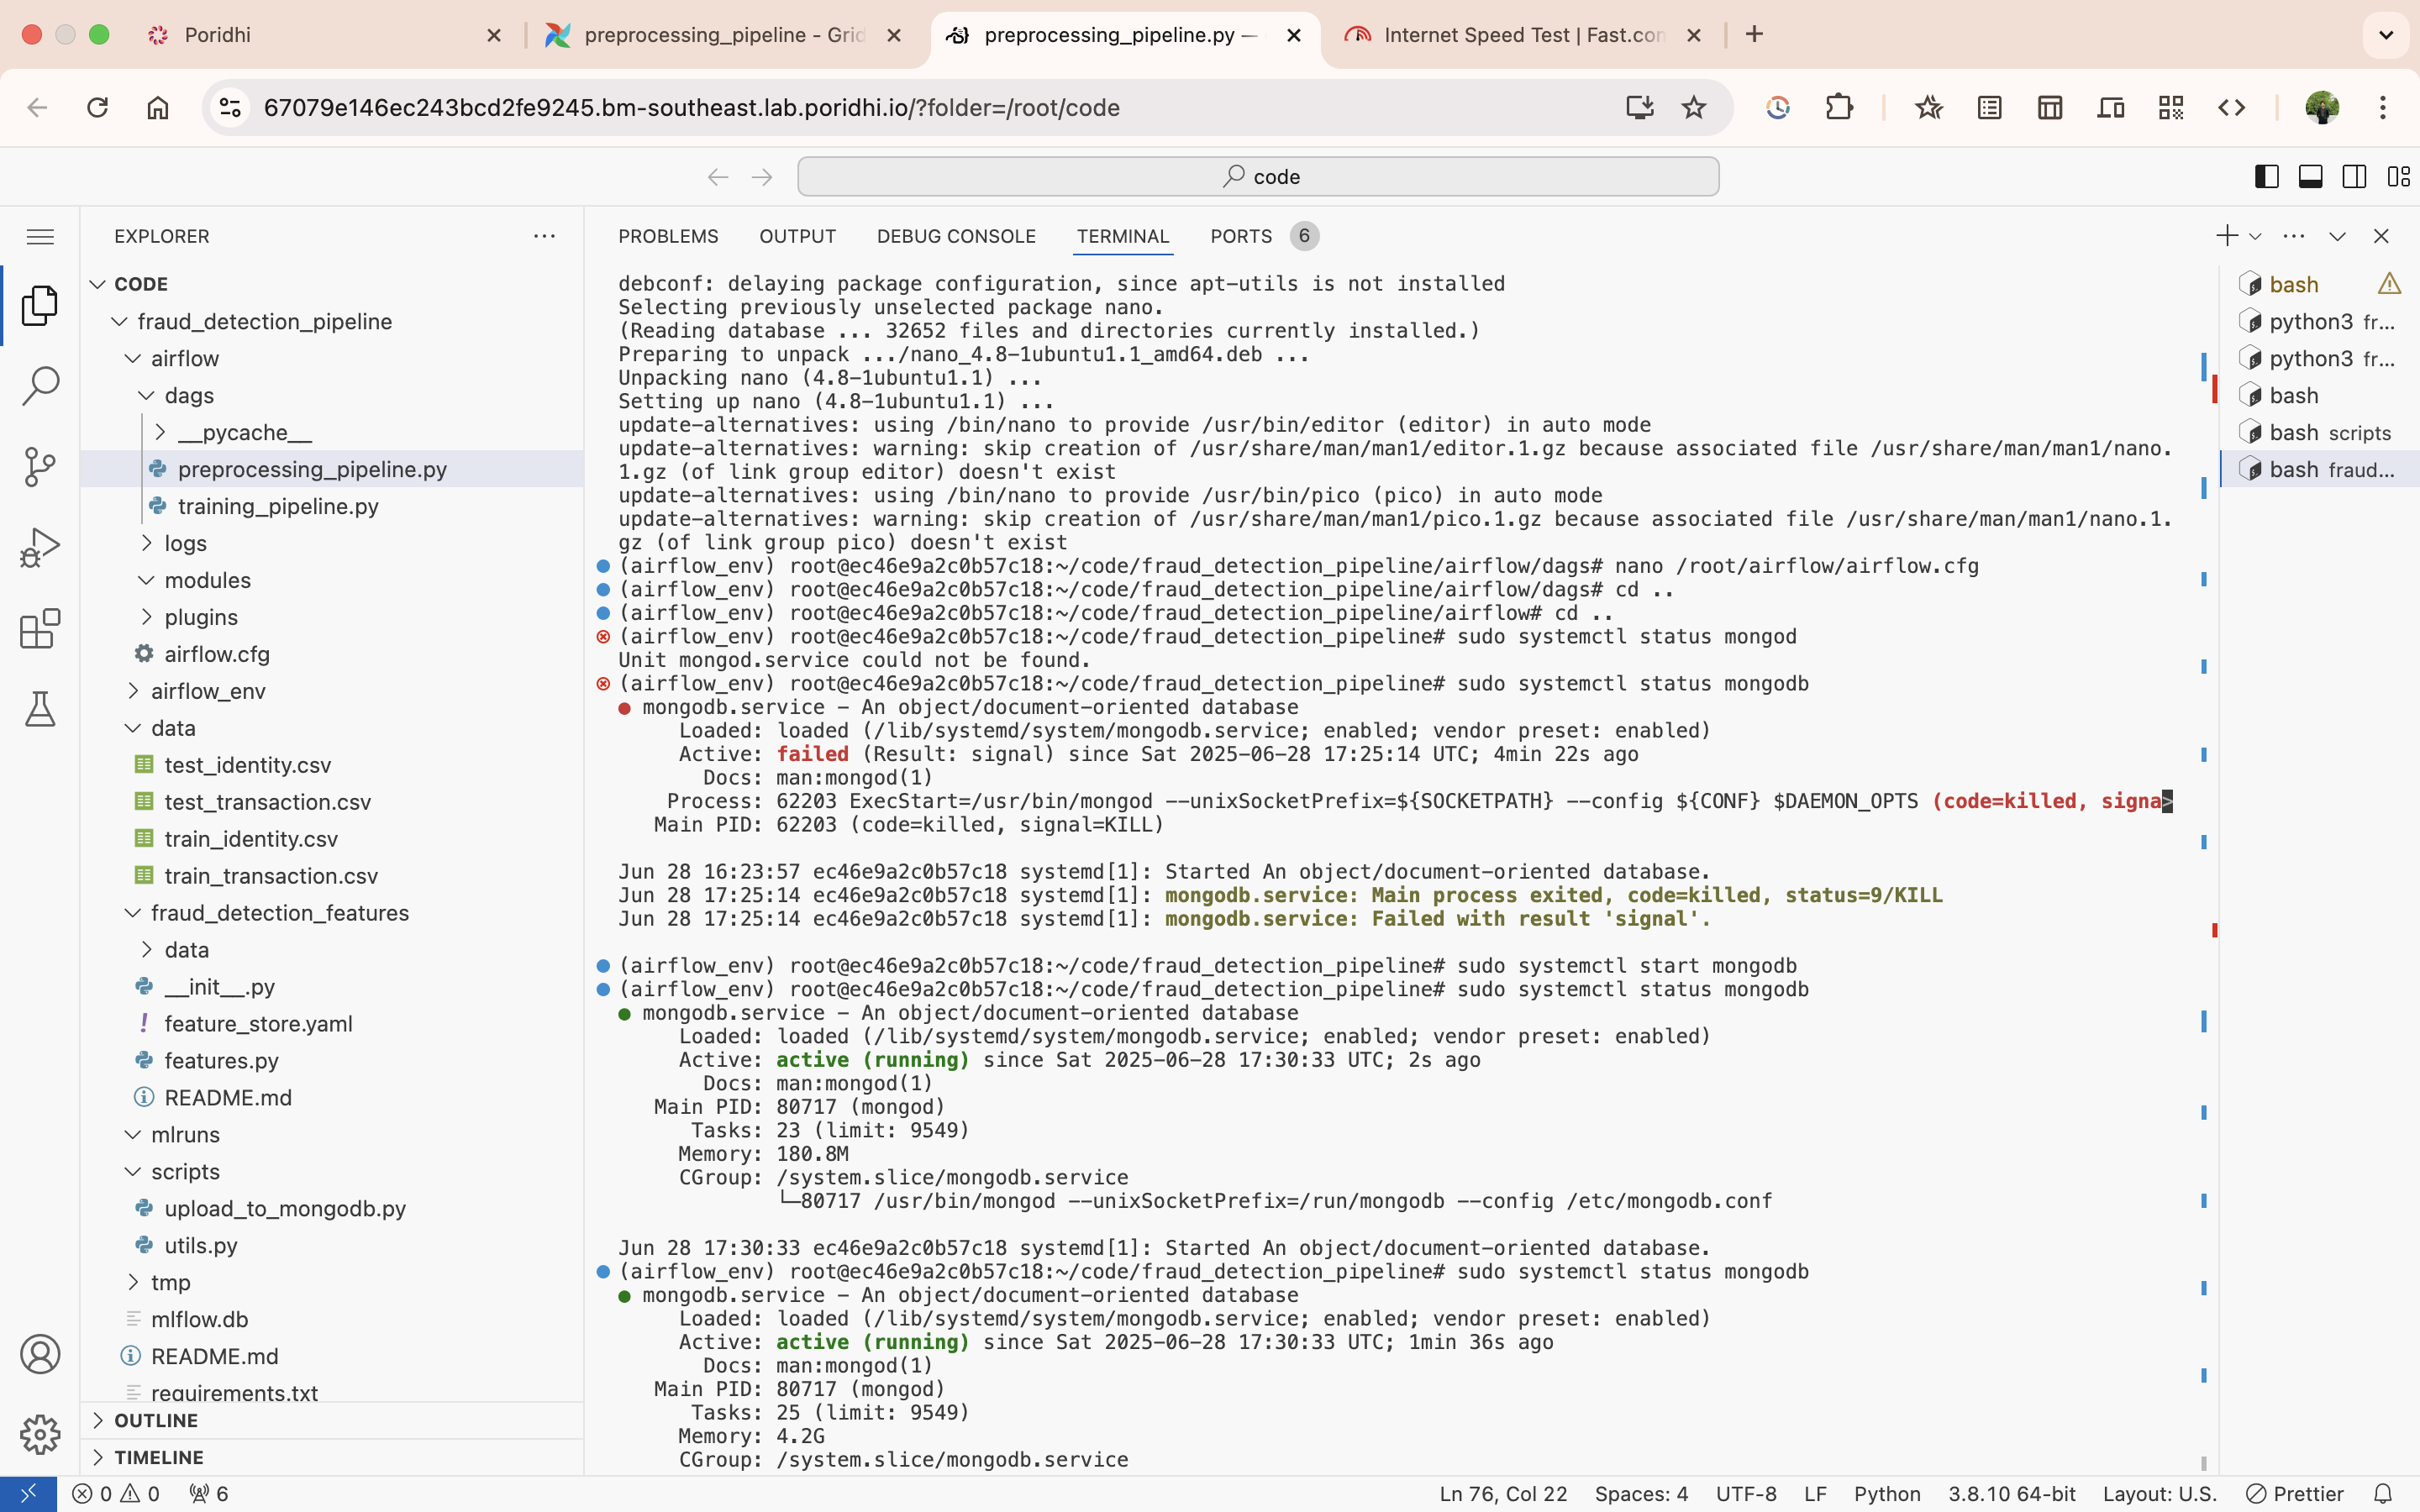 Poridhi
preprocessing_pipeline - Grid
preprocessing_pipeline.py —
Internet Speed Test | Fast.com
67079e146ec243bcd2fe9245.bm-southeast.lab.poridhi.io/?folder=/root/code
code
EXPLORER
CODE
fraud_detection_pipeline
airflow
dags
__pycache__
preprocessing_pipeline.py
training_pipeline.py
logs
modules
plugins
airflow.cfg
airflow_env
data
test_identity.csv
test_transaction.csv
train_identity.csv
train_transaction.csv
fraud_detection_features
data
__init__.py
feature_store.yaml
features.py
README.md
mlruns
scripts
upload_to_mongodb.py
utils.py
tmp
mlflow.db
README.md
requirements.txt
OUTLINE
TIMELINE
PROBLEMS OUTPUT DEBUG CONSOLE TERMINAL PORTS 6
debconf: delaying package configuration, since apt-utils is not installed
Selecting previously unselected package nano.
(Reading database ... 32652 files and directories currently installed.)
Preparing to unpack .../nano_4.8-1ubuntu1.1_amd64.deb ...
Unpacking nano (4.8-1ubuntu1.1) ...
Setting up nano (4.8-1ubuntu1.1) ...
update-alternatives: using /bin/nano to provide /usr/bin/editor (editor) in auto mode
update-alternatives: warning: skip creation of /usr/share/man/man1/editor.1.gz because associated file /usr/share/man/man1/nano.
1.gz (of link group editor) doesn't exist
update-alternatives: using /bin/nano to provide /usr/bin/pico (pico) in auto mode
update-alternatives: warning: skip creation of /usr/share/man/man1/pico.1.gz because associated file /usr/share/man/man1/nano.1.
gz (of link group pico) doesn't exist
(airflow_env) root@ec46e9a2c0b57c18:~/code/fraud_detection_pipeline/airflow/dags# nano /root/airflow/airflow.cfg
(airflow_env) root@ec46e9a2c0b57c18:~/code/fraud_detection_pipeline/airflow/dags# cd ..
(airflow_env) root@ec46e9a2c0b57c18:~/code/fraud_detection_pipeline/airflow# cd ..
(airflow_env) root@ec46e9a2c0b57c18:~/code/fraud_detection_pipeline# sudo systemctl status mongod
Unit mongod.service could not be found.
(airflow_env) root@ec46e9a2c0b57c18:~/code/fraud_detection_pipeline# sudo systemctl status mongodb
● mongodb.service - An object/document-oriented database
Loaded: loaded (/lib/systemd/system/mongodb.service; enabled; vendor preset: enabled)
Active: failed (Result: signal) since Sat 2025-06-28 17:25:14 UTC; 4min 22s ago
Docs: man:mongod(1)
Process: 62203 ExecStart=/usr/bin/mongod --unixSocketPrefix=${SOCKETPATH} --config ${CONF} $DAEMON_OPTS (code=killed, signa>
Main PID: 62203 (code=killed, signal=KILL)
Jun 28 16:23:57 ec46e9a2c0b57c18 systemd[1]: Started An object/document-oriented database.
Jun 28 17:25:14 ec46e9a2c0b57c18 systemd[1]: mongodb.service: Main process exited, code=killed, status=9/KILL
Jun 28 17:25:14 ec46e9a2c0b57c18 systemd[1]: mongodb.service: Failed with result 'signal'.
(airflow_env) root@ec46e9a2c0b57c18:~/code/fraud_detection_pipeline# sudo systemctl start mongodb
(airflow_env) root@ec46e9a2c0b57c18:~/code/fraud_detection_pipeline# sudo systemctl status mongodb
● mongodb.service - An object/document-oriented database
Loaded: loaded (/lib/systemd/system/mongodb.service; enabled; vendor preset: enabled)
Active: active (running) since Sat 2025-06-28 17:30:33 UTC; 2s ago
Docs: man:mongod(1)
Main PID: 80717 (mongod)
Tasks: 23 (limit: 9549)
Memory: 180.8M
CGroup: /system.slice/mongodb.service
└─80717 /usr/bin/mongod --unixSocketPrefix=/run/mongodb --config /etc/mongodb.conf
Jun 28 17:30:33 ec46e9a2c0b57c18 systemd[1]: Started An object/document-oriented database.
(airflow_env) root@ec46e9a2c0b57c18:~/code/fraud_detection_pipeline# sudo systemctl status mongodb
● mongodb.service - An object/document-oriented database
Loaded: loaded (/lib/systemd/system/mongodb.service; enabled; vendor preset: enabled)
Active: active (running) since Sat 2025-06-28 17:30:33 UTC; 1min 36s ago
Docs: man:mongod(1)
Main PID: 80717 (mongod)
Tasks: 25 (limit: 9549)
Memory: 4.2G
CGroup: /system.slice/mongodb.service
bash
python3 fr...
python3 fr...
bash
bash scripts
bash fraud...
0 0 6
Ln 76, Col 22 Spaces: 4 UTF-8 LF Python 3.8.10 64-bit Layout: U.S. Prettier